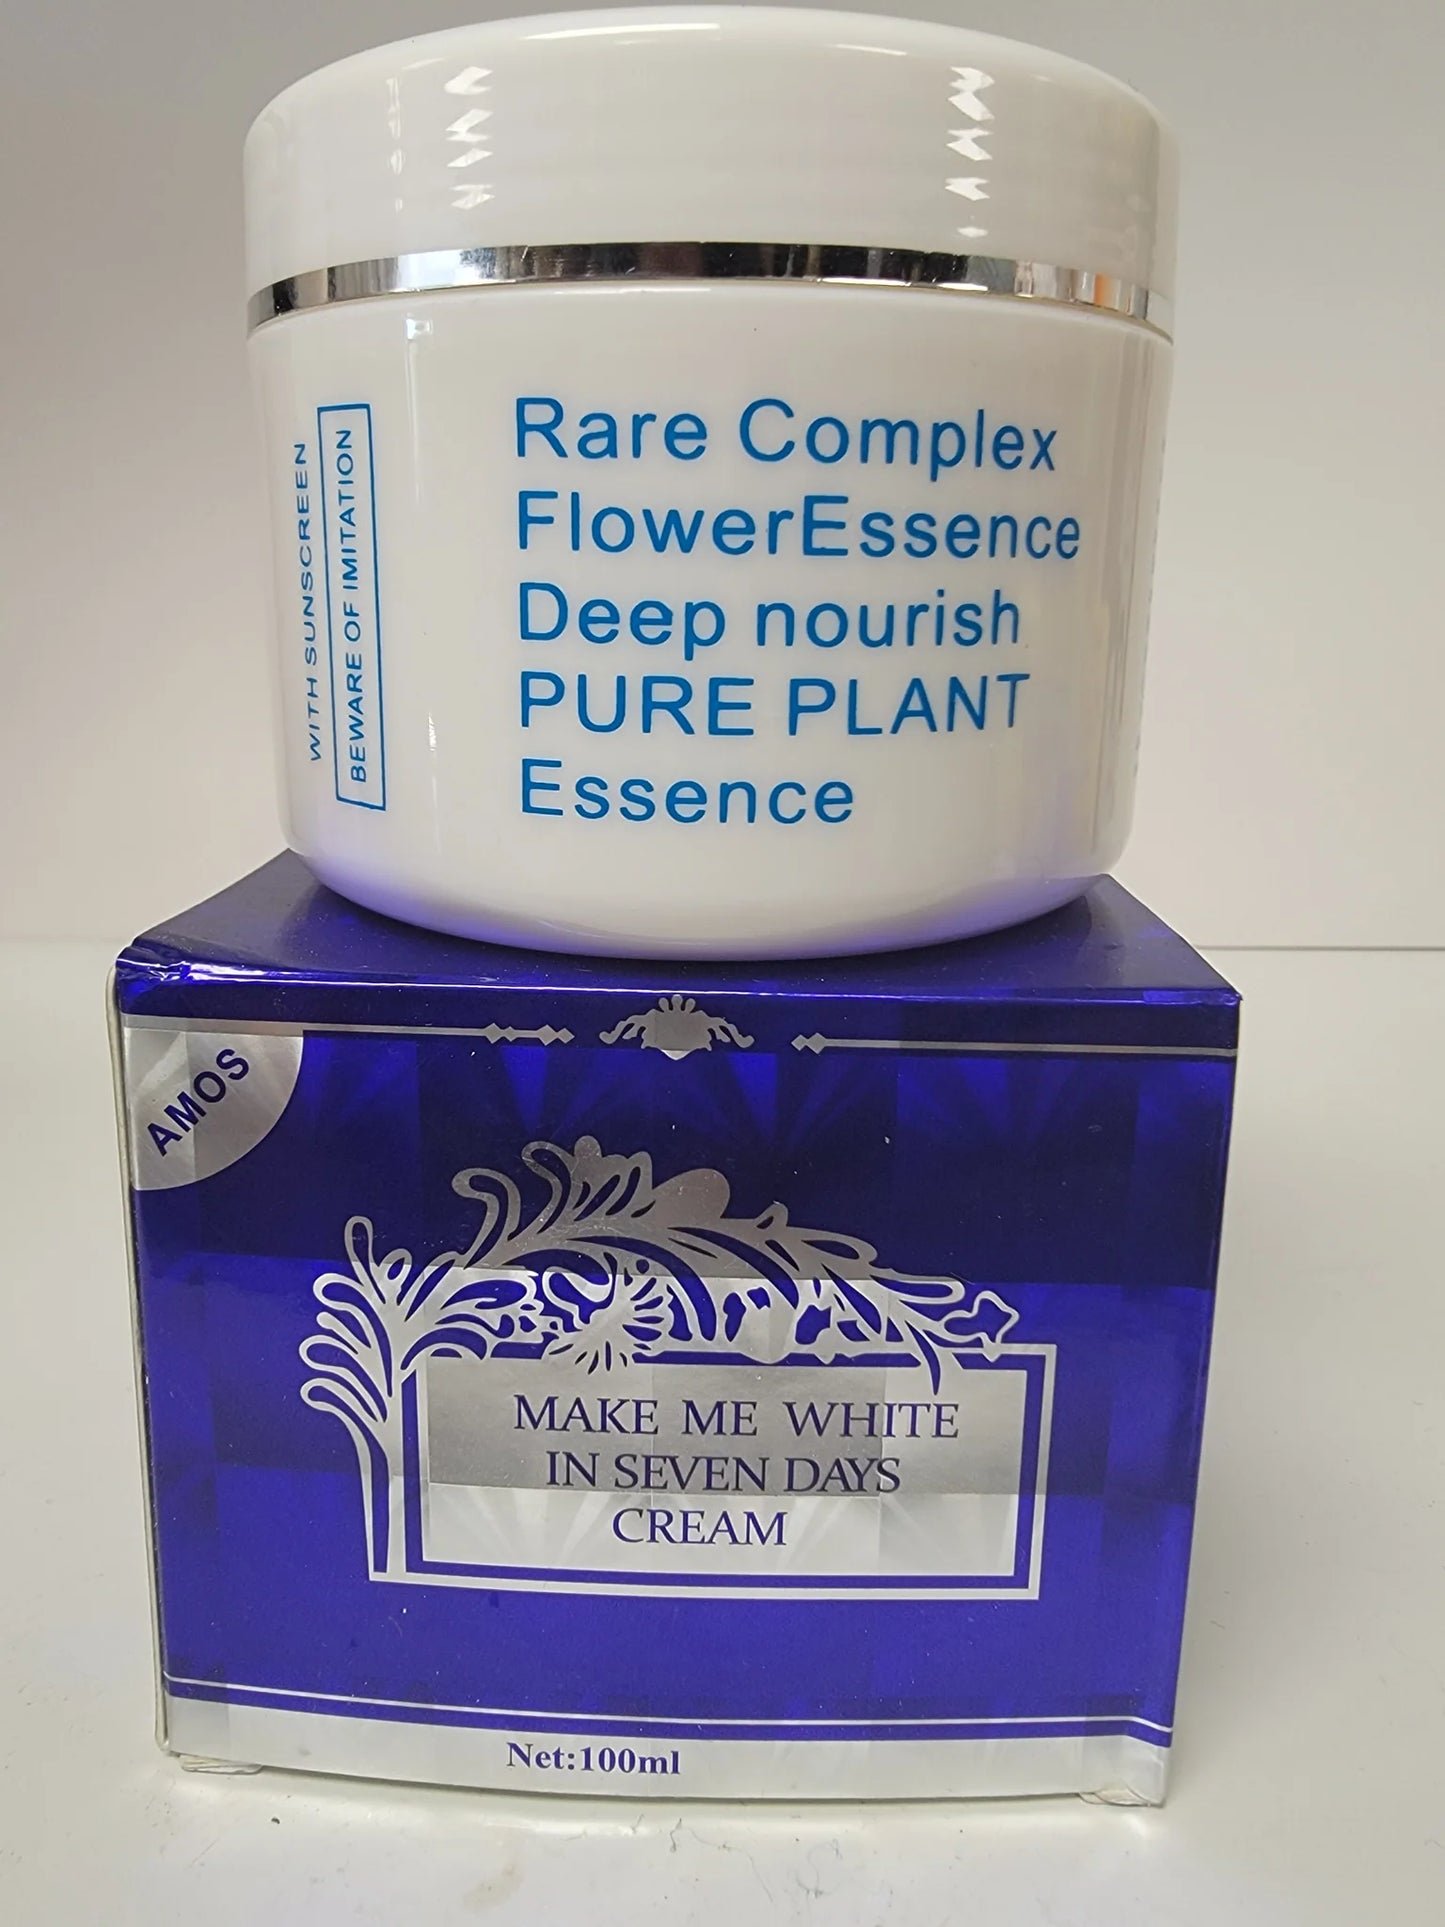 WITH SUNSCREEN
BEWARE OF IMITATION
Rare Complex
FlowerEssence
Deep nourish
PURE PLANT
Essence
AMOS
MAKE ME WHITE
IN SEVEN DAYS
CREAM
Net:100ml